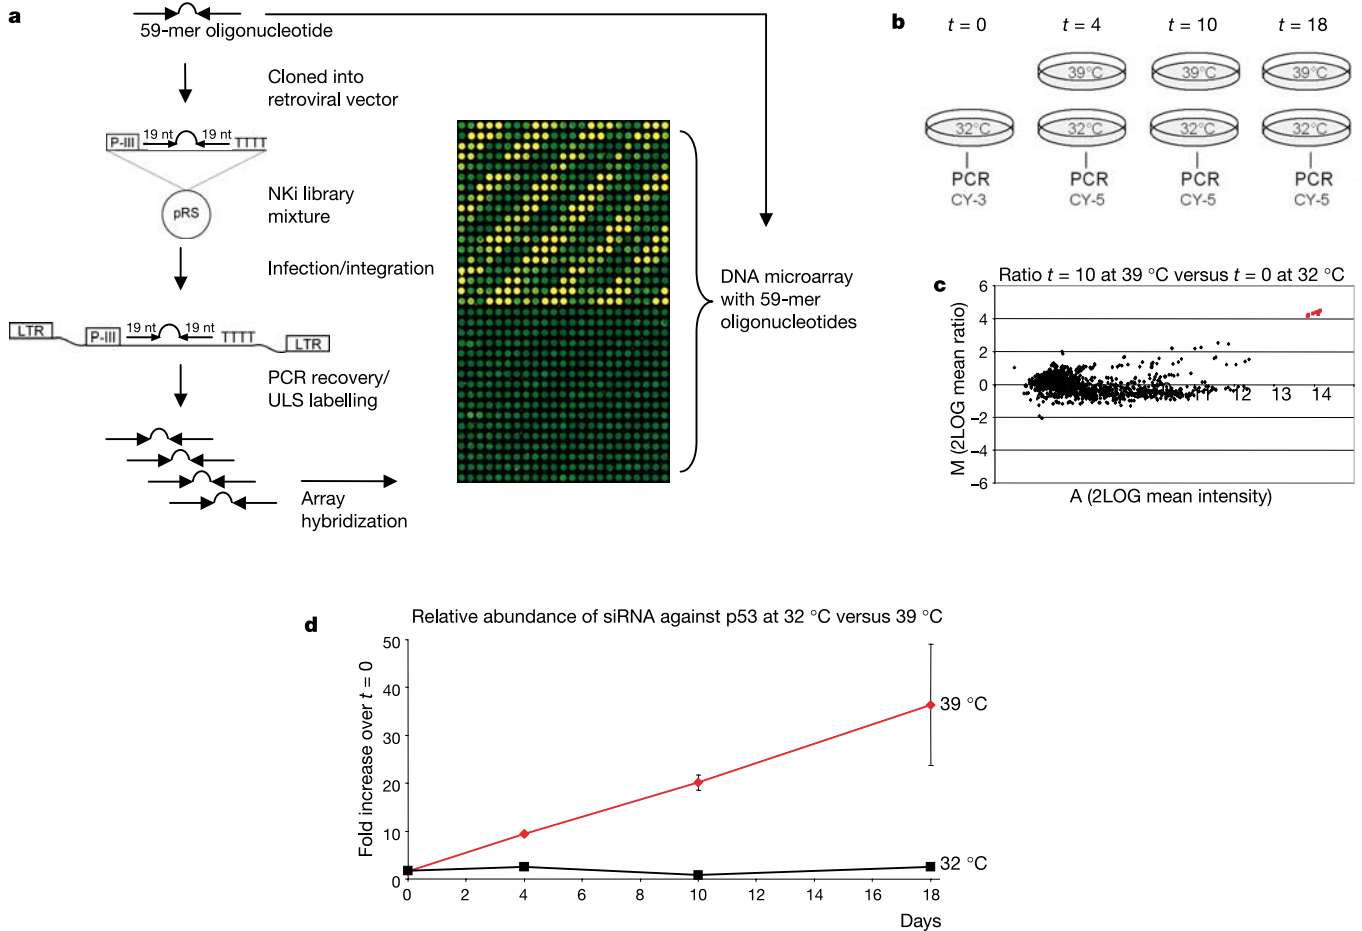 a
59-mer oligonucleotide
Cloned into
retroviral vector
P-III 19 nt 19 nt TTTT
pRS
NKi library
mixture
Infection/integration
LTR P-III 19 nt 19 nt TTTT LTR
PCR recovery/
ULS labelling
Array
hybridization
DNA microarray
with 59-mer
oligonucleotides
b
t = 0 t = 4 t = 10 t = 18
39°C 39°C 39°C
32°C 32°C 32°C 32°C
PCR PCR PCR PCR
CY-3 CY-5 CY-5 CY-5
c
Ratio t = 10 at 39 °C versus t = 0 at 32 °C
M (2LOG mean ratio)
6
4
2
0
−2
−4
−6
11 12 13 14
A (2LOG mean intensity)
d
Relative abundance of siRNA against p53 at 32 °C versus 39 °C
Fold increase over t = 0
50
40
30
20
10
0
39 °C
32 °C
0 2 4 6 8 10 12 14 16 18
Days